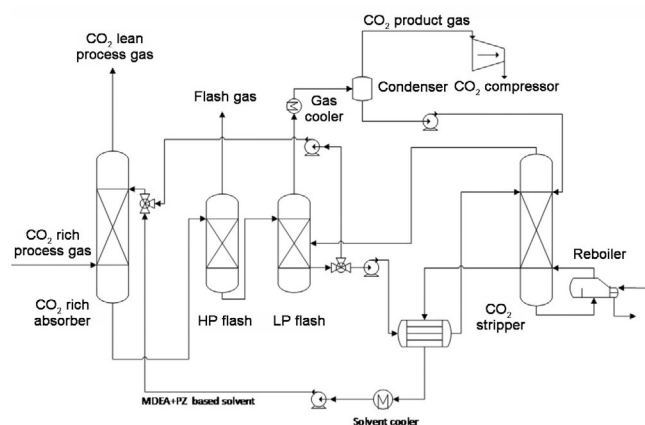 CO₂ product gas
CO₂ lean
process gas
Condenser
CO₂ compressor
Flash gas
Gas
cooler
M
CO₂ rich
process gas
Reboiler
CO₂ rich
absorber
HP flash
LP flash
CO₂
stripper
MDEA+PZ based solvent
M
Solvent cooler